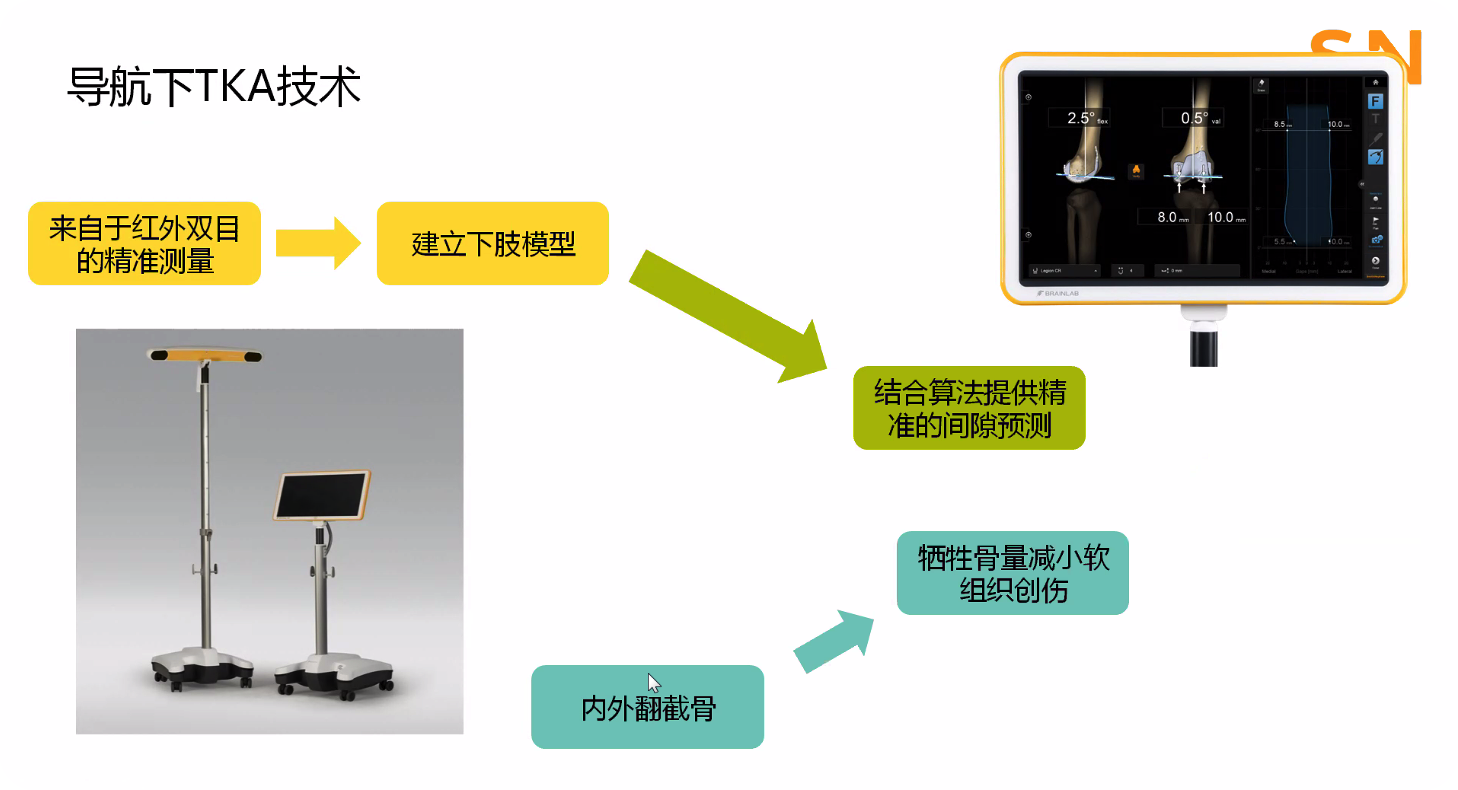 导航下TKA技术
SN
2.5° flex
0.5° val
8.5 mm
10.0 mm
F
T
8.0 mm
10.0 mm
5.5 mm
Legion CH
0 mm
Medial
Lateral
BRAINLAB
来自于红外双目
的精准测量
建立下肢模型
结合算法提供精
准的间隙预测
牺牲骨量减小软
组织创伤
内外翻截骨